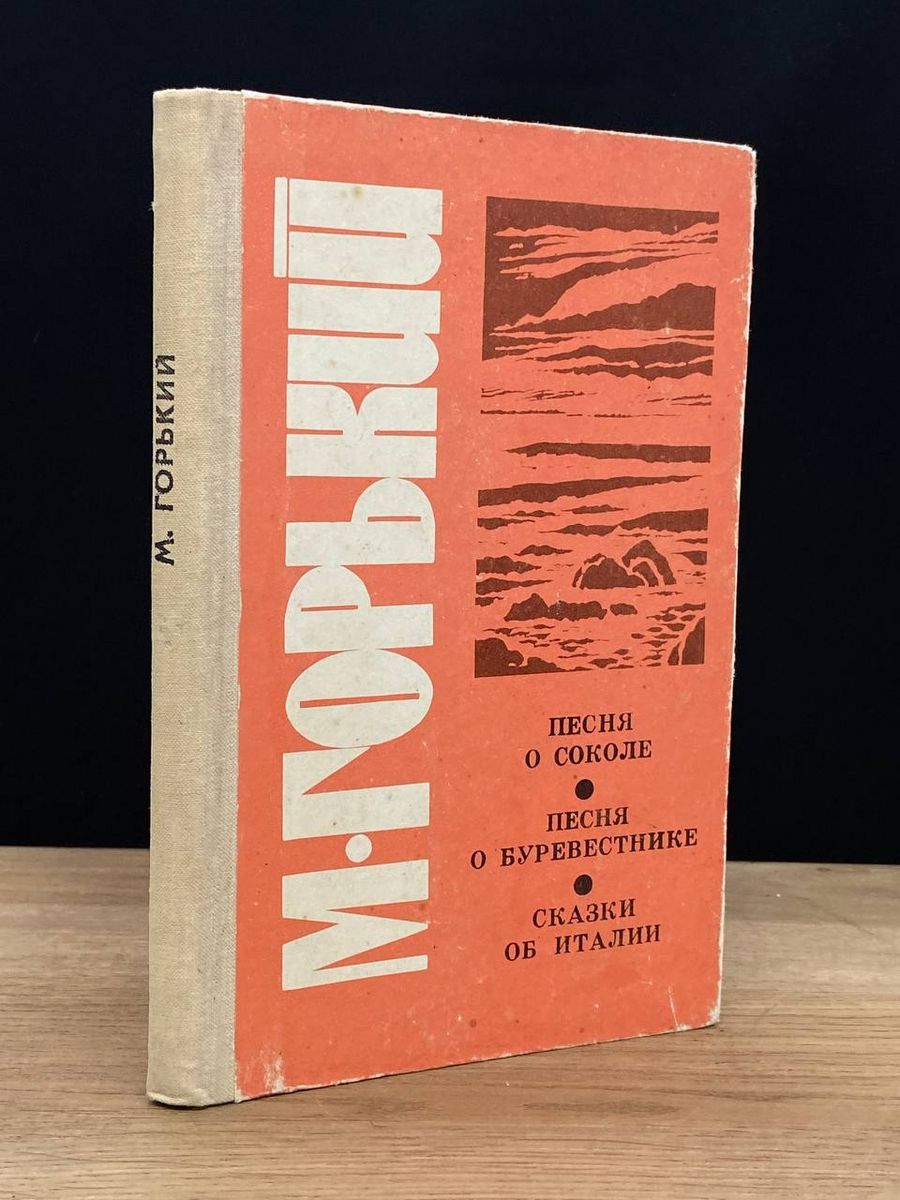 М. ГОРЬКИЙ
М·ГОРЬКИЙ
ПЕСНЯ
О СОКОЛЕ
ПЕСНЯ
О БУРЕВЕСТНИКЕ
СКАЗКИ
ОБ ИТАЛИИ